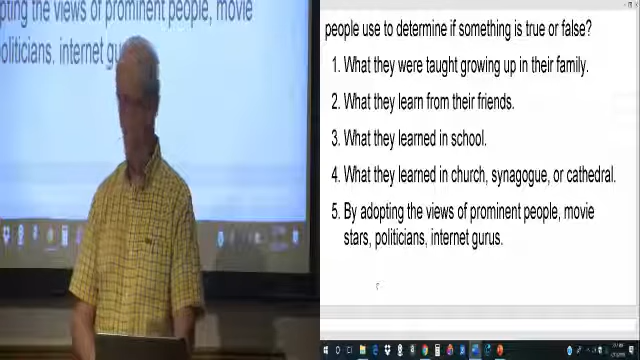 pting the views of prominent people, movie
oliticians, internet gurus.
people use to determine if something is true or false?
1. What they were taught growing up in their family.
2. What they learn from their friends.
3. What they learned in school.
4. What they learned in church, synagogue, or cathedral.
5. By adopting the views of prominent people, movie
stars, politicians, internet gurus.